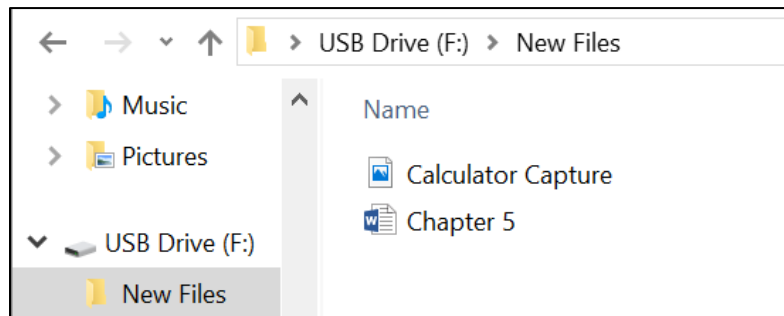 USB Drive (F:) > New Files
Music
Pictures
USB Drive (F:)
New Files
Name
Calculator Capture
Chapter 5